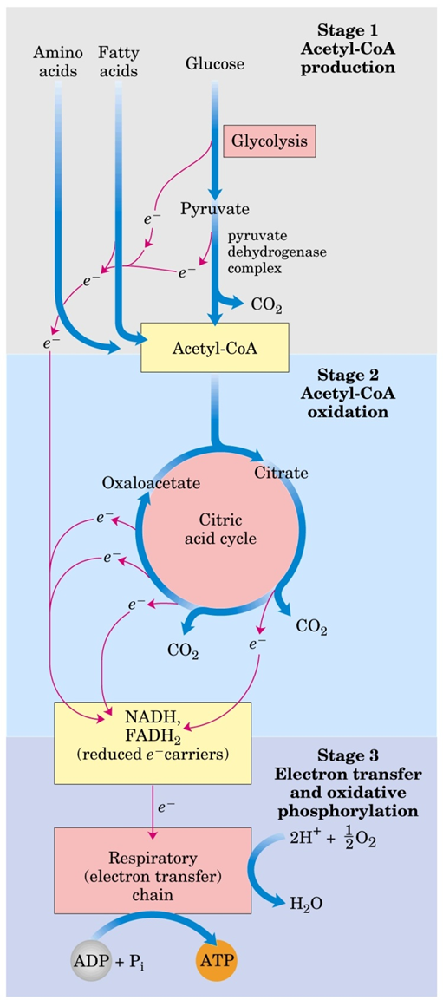 Stage 1
Acetyl-CoA
production
Amino
acids
Fatty
acids
Glucose
Glycolysis
e−
Pyruvate
pyruvate
dehydrogenase
complex
e−
e−
CO2
e−
Acetyl-CoA
Stage 2
Acetyl-CoA
oxidation
Oxaloacetate
Citrate
Citric
acid cycle
e−
e−
e−
CO2
e−
CO2
NADH,
FADH2
(reduced e−carriers)
Stage 3
Electron transfer
and oxidative
phosphorylation
e−
2H+ + 1/2O2
Respiratory
(electron transfer)
chain
H2O
ADP + Pi
ATP